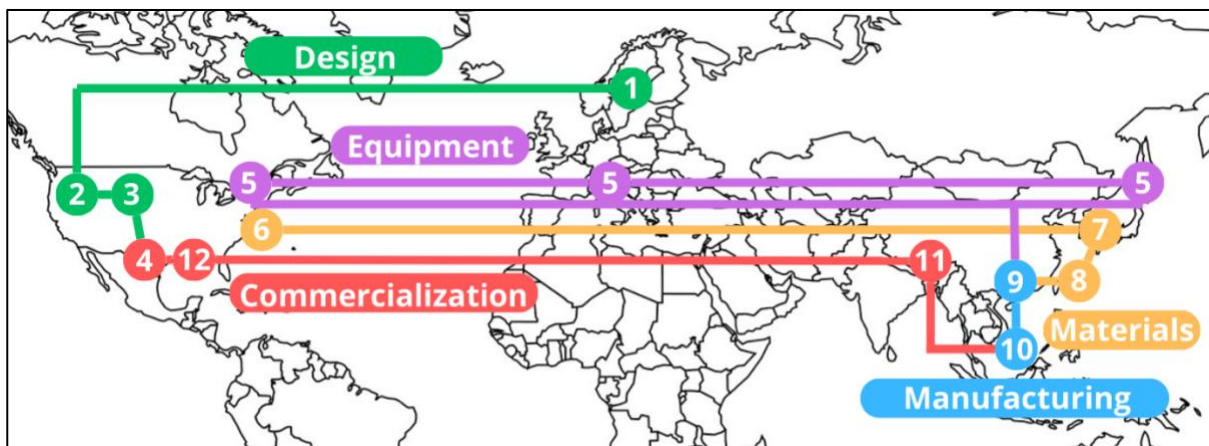 Design
1
Equipment
5
5
5
2
3
6
7
4
12
11
9
8
Commercialization
Materials
10
Manufacturing